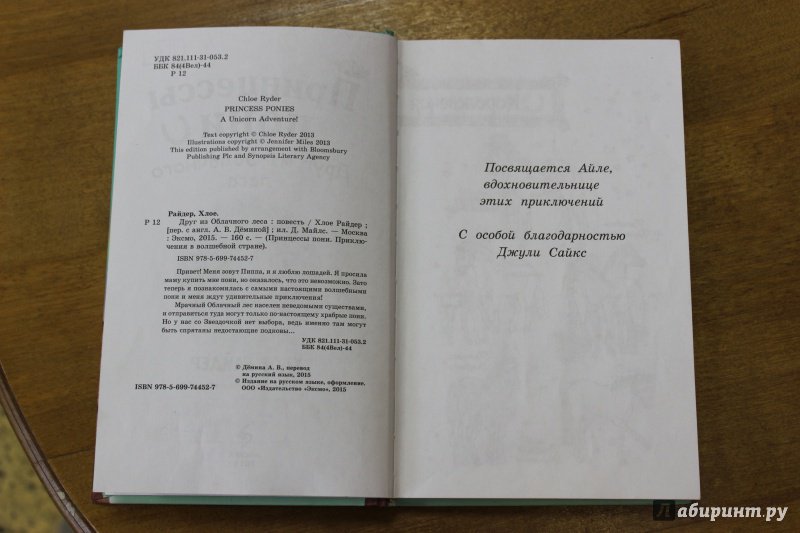 УДК 821.111-31-053.2
ББК 84(4Вел)-44
Р 12
Chloe Ryder
PRINCESS PONIES
A Unicorn Adventure!
Text copyright © Chloe Ryder 2013
Illustrations copyright © Jennifer Miles 2013
This edition published by arrangement with Bloomsbury
Publishing Plc and Synopsis Literary Agency
Райдер, Хлое.
Р 12 Друг из Облачного леса : повесть / Хлое Райдер ;
[пер. с англ. А. В. Дёминой] ; ил. Д. Майлс. — Москва
: Эксмо, 2015. — 160 с. — (Принцессы пони. Приклю-
чения в волшебной стране).
ISBN 978-5-699-74452-7
Привет! Меня зовут Пиппа, и я люблю лошадей. Я просила
маму купить мне пони, но оказалось, что это невозможно. Зато
теперь я познакомилась с самыми настоящими волшебными
пони и меня ждут удивительные приключения!
Мрачный Облачный лес населен неведомыми существами,
и отправиться туда могут только по-настоящему храбрые пони.
Но у нас со Звездочкой нет выбора, ведь именно там могут
быть спрятаны недостающие подковы...
УДК 821.111-31-053.2
ББК 84(4Вел)-44
© Дёмина А. В., перевод
на русский язык, 2015
© Издание на русском языке, оформление.
ISBN 978-5-699-74452-7 ООО «Издательство «Эксмо», 2015
Посвящается Айле,
вдохновительнице
этих приключений
С особой благодарностью
Джули Сайкс
Лабиринт.ру